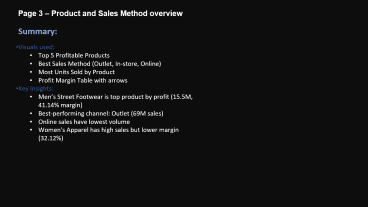 Page 3 – Product and Sales Method overview
Summary:
•Visuals used:
• Top 5 Profitable Products
• Best Sales Method (Outlet, In-store, Online)
• Most Units Sold by Product
• Profit Margin Table with arrows
•Key Insights:
• Men's Street Footwear is top product by profit (15.5M,
41.14% margin)
• Best-performing channel: Outlet (69M sales)
• Online sales have lowest volume
• Women's Apparel has high sales but lower margin
(32.12%)